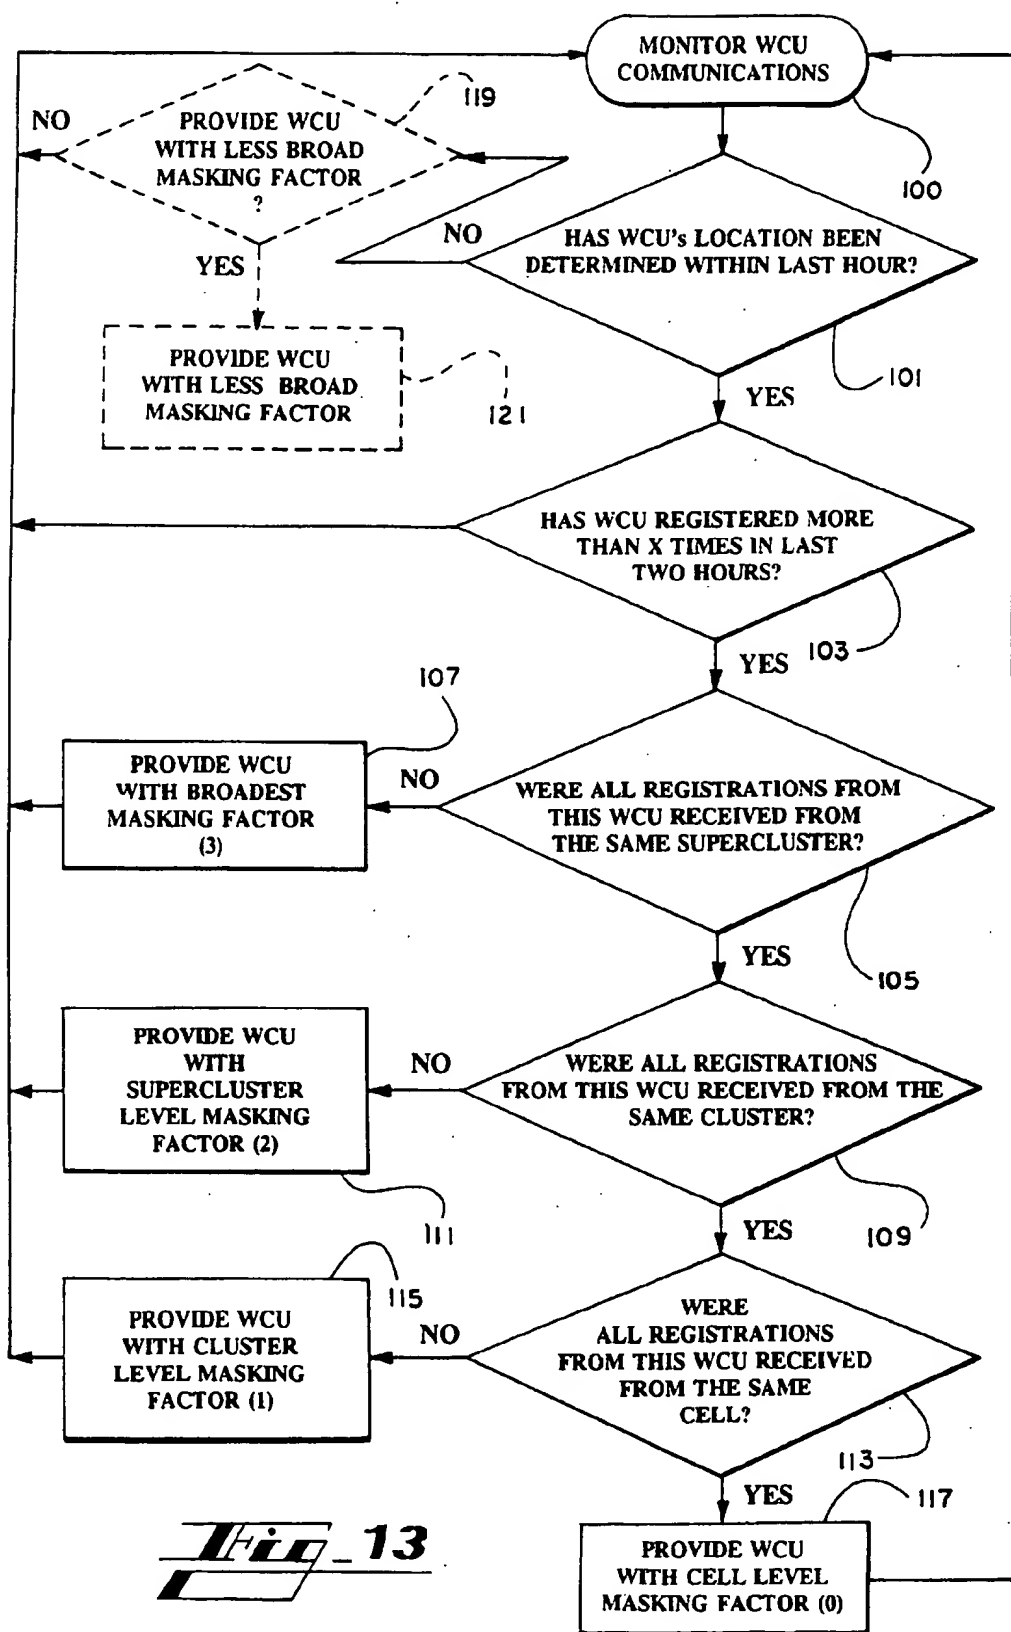 MONITOR WCU
COMMUNICATIONS
100
119
NO
PROVIDE WCU
WITH LESS BROAD
MASKING FACTOR
?
YES
PROVIDE WCU
WITH LESS BROAD
MASKING FACTOR
121
NO
HAS WCU's LOCATION BEEN
DETERMINED WITHIN LAST HOUR?
101
YES
HAS WCU REGISTERED MORE
THAN X TIMES IN LAST
TWO HOURS?
103
YES
107
PROVIDE WCU
WITH BROADEST
MASKING FACTOR
(3)
NO
WERE ALL REGISTRATIONS FROM
THIS WCU RECEIVED FROM
THE SAME SUPERCLUSTER?
105
YES
PROVIDE WCU
WITH
SUPERCLUSTER
LEVEL MASKING
FACTOR (2)
111
NO
WERE ALL REGISTRATIONS
FROM THIS WCU RECEIVED FROM THE
SAME CLUSTER?
109
YES
115
PROVIDE WCU
WITH CLUSTER
LEVEL MASKING
FACTOR (1)
NO
WERE
ALL REGISTRATIONS
FROM THIS WCU RECEIVED
FROM THE SAME
CELL?
113
YES
117
PROVIDE WCU
WITH CELL LEVEL
MASKING FACTOR (0)
Fig_13